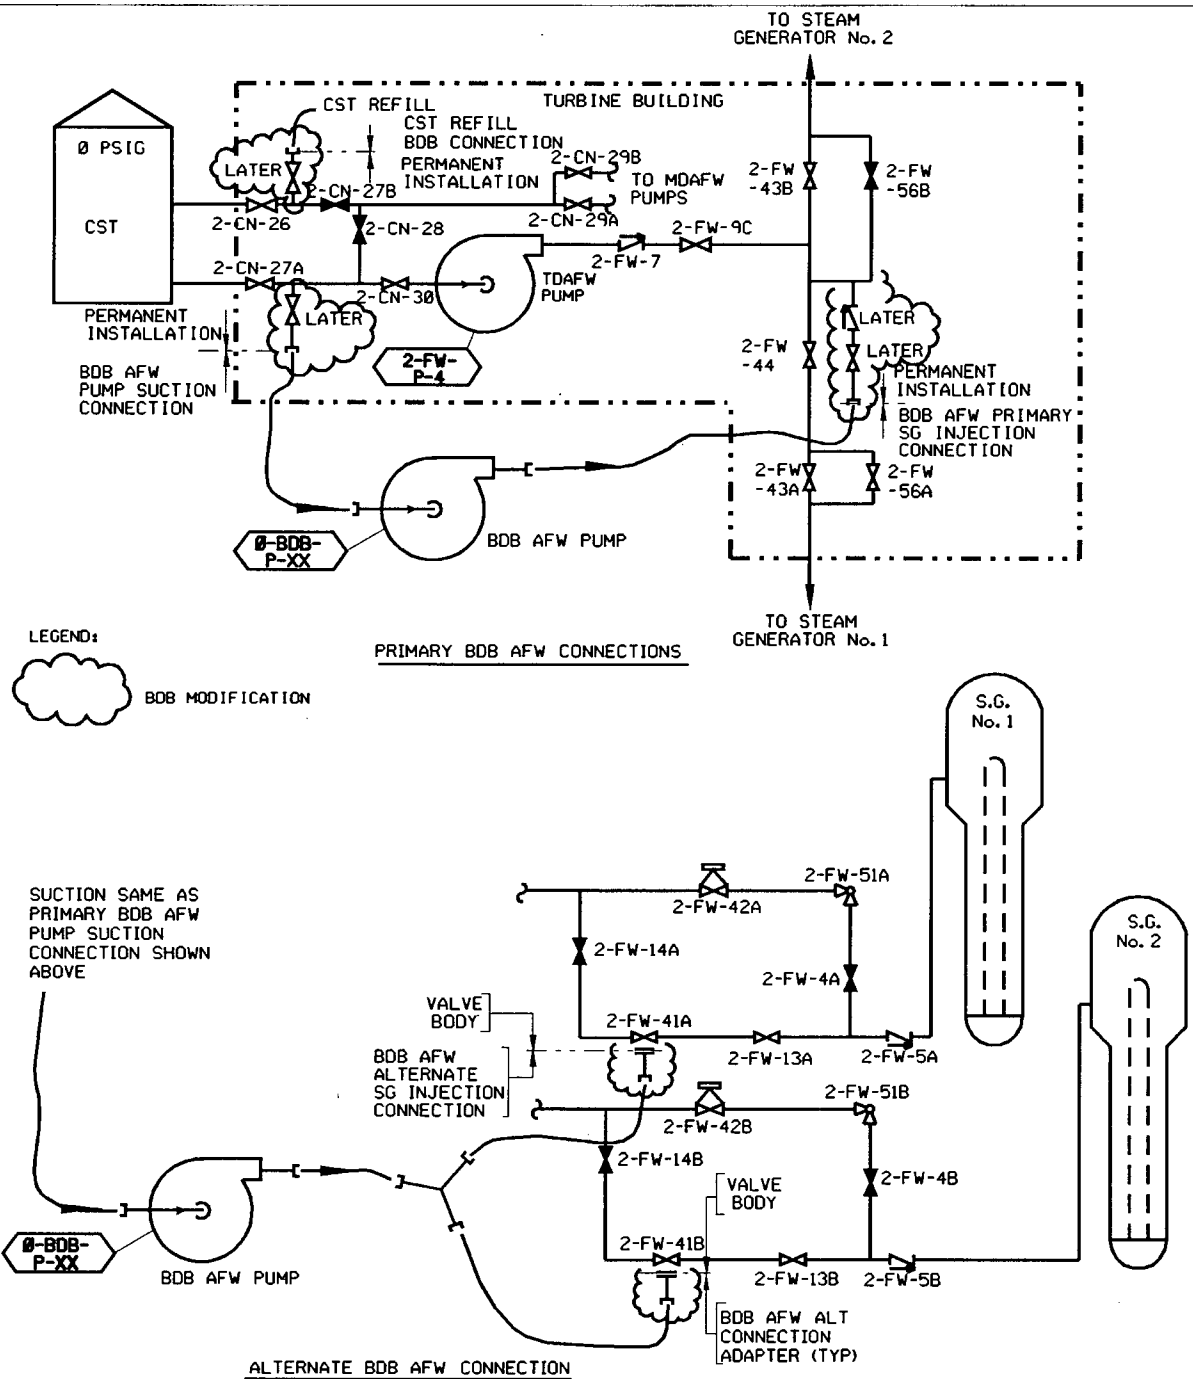 TO STEAM
GENERATOR No. 2
TURBINE BUILDING
CST REFILL
CST REFILL
BDB CONNECTION
PERMANENT
INSTALLATION
LATER
Ø PSIG
CST
2-CN-29B
TO MDAFW
PUMPS
2-CN-27B
2-CN-29A
2-CN-26
2-CN-28
2-FW
-43B
2-FW
-56B
2-FW-9C
2-FW-7
2-CN-27A
2-CN-30
TDAFW
PUMP
PERMANENT
INSTALLATION
LATER
BDB AFW
PUMP SUCTION
CONNECTION
2-FW-
P-4
2-FW
-44
LATER
LATER
PERMANENT
INSTALLATION
BDB AFW PRIMARY
SG INJECTION
CONNECTION
2-FW
-43A
2-FW
-56A
Ø-BDB-
P-XX
BDB AFW PUMP
TO STEAM
GENERATOR No. 1
PRIMARY BDB AFW CONNECTIONS
LEGEND:
BDB MODIFICATION
S.G.
No. 1
S.G.
No. 2
SUCTION SAME AS
PRIMARY BDB AFW
PUMP SUCTION
CONNECTION SHOWN
ABOVE
2-FW-51A
2-FW-42A
2-FW-14A
2-FW-4A
VALVE
BODY
2-FW-41A
2-FW-13A
2-FW-5A
BDB AFW
ALTERNATE
SG INJECTION
CONNECTION
2-FW-51B
2-FW-42B
2-FW-14B
2-FW-4B
VALVE
BODY
2-FW-41B
2-FW-13B
2-FW-5B
Ø-BDB-
P-XX
BDB AFW PUMP
BDB AFW ALT
CONNECTION
ADAPTER (TYP)
ALTERNATE BDB AFW CONNECTION